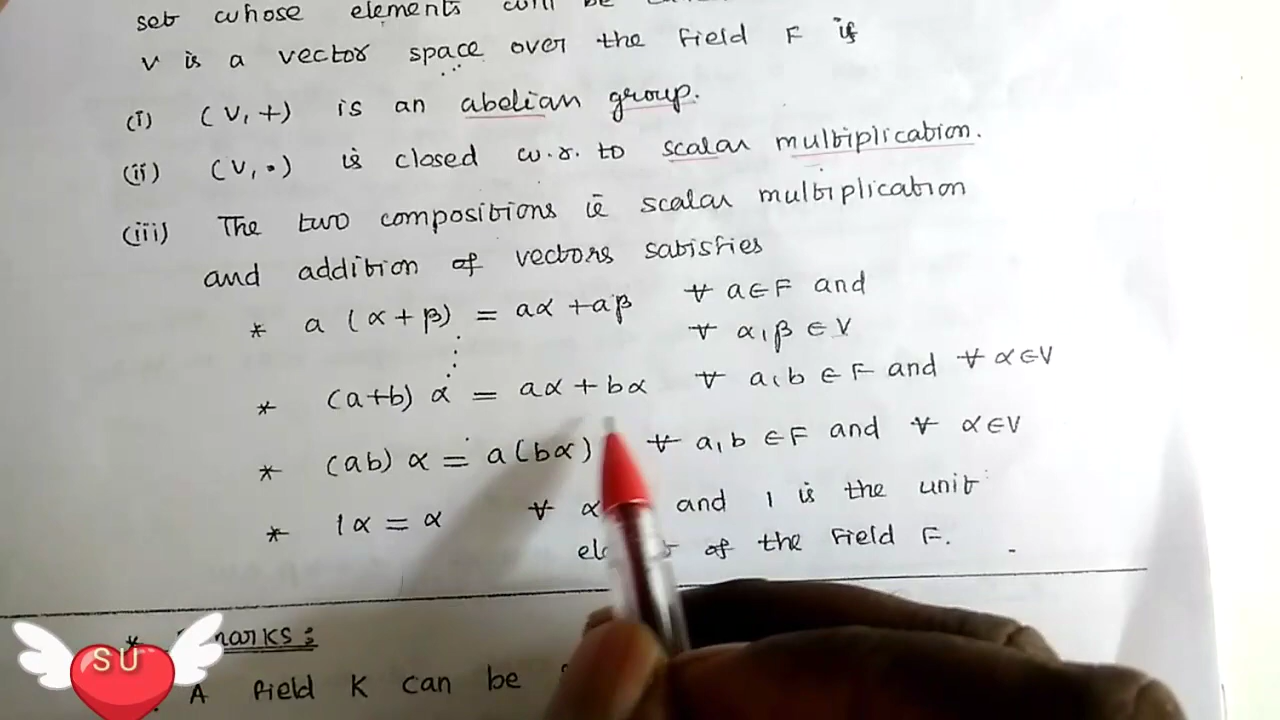 set whose elements will be
V is a vector space over the field F if
(i) (V, +) is an abelian group.
(ii) (V, •) is closed w.r. to scalar multiplication.
(iii) The two compositions ie scalar multiplication
and addition of vectors satisfies
* a (α + β) = aα + aβ ∀ a ∈ F and
∀ α, β ∈ V
* (a+b) α = aα + bα ∀ a, b ∈ F and ∀ α ∈ V
* (ab) α = a(bα) ∀ a, b ∈ F and ∀ α ∈ V
* 1α = α ∀ α and 1 is the unit
of the field F.
A field K can be
SU